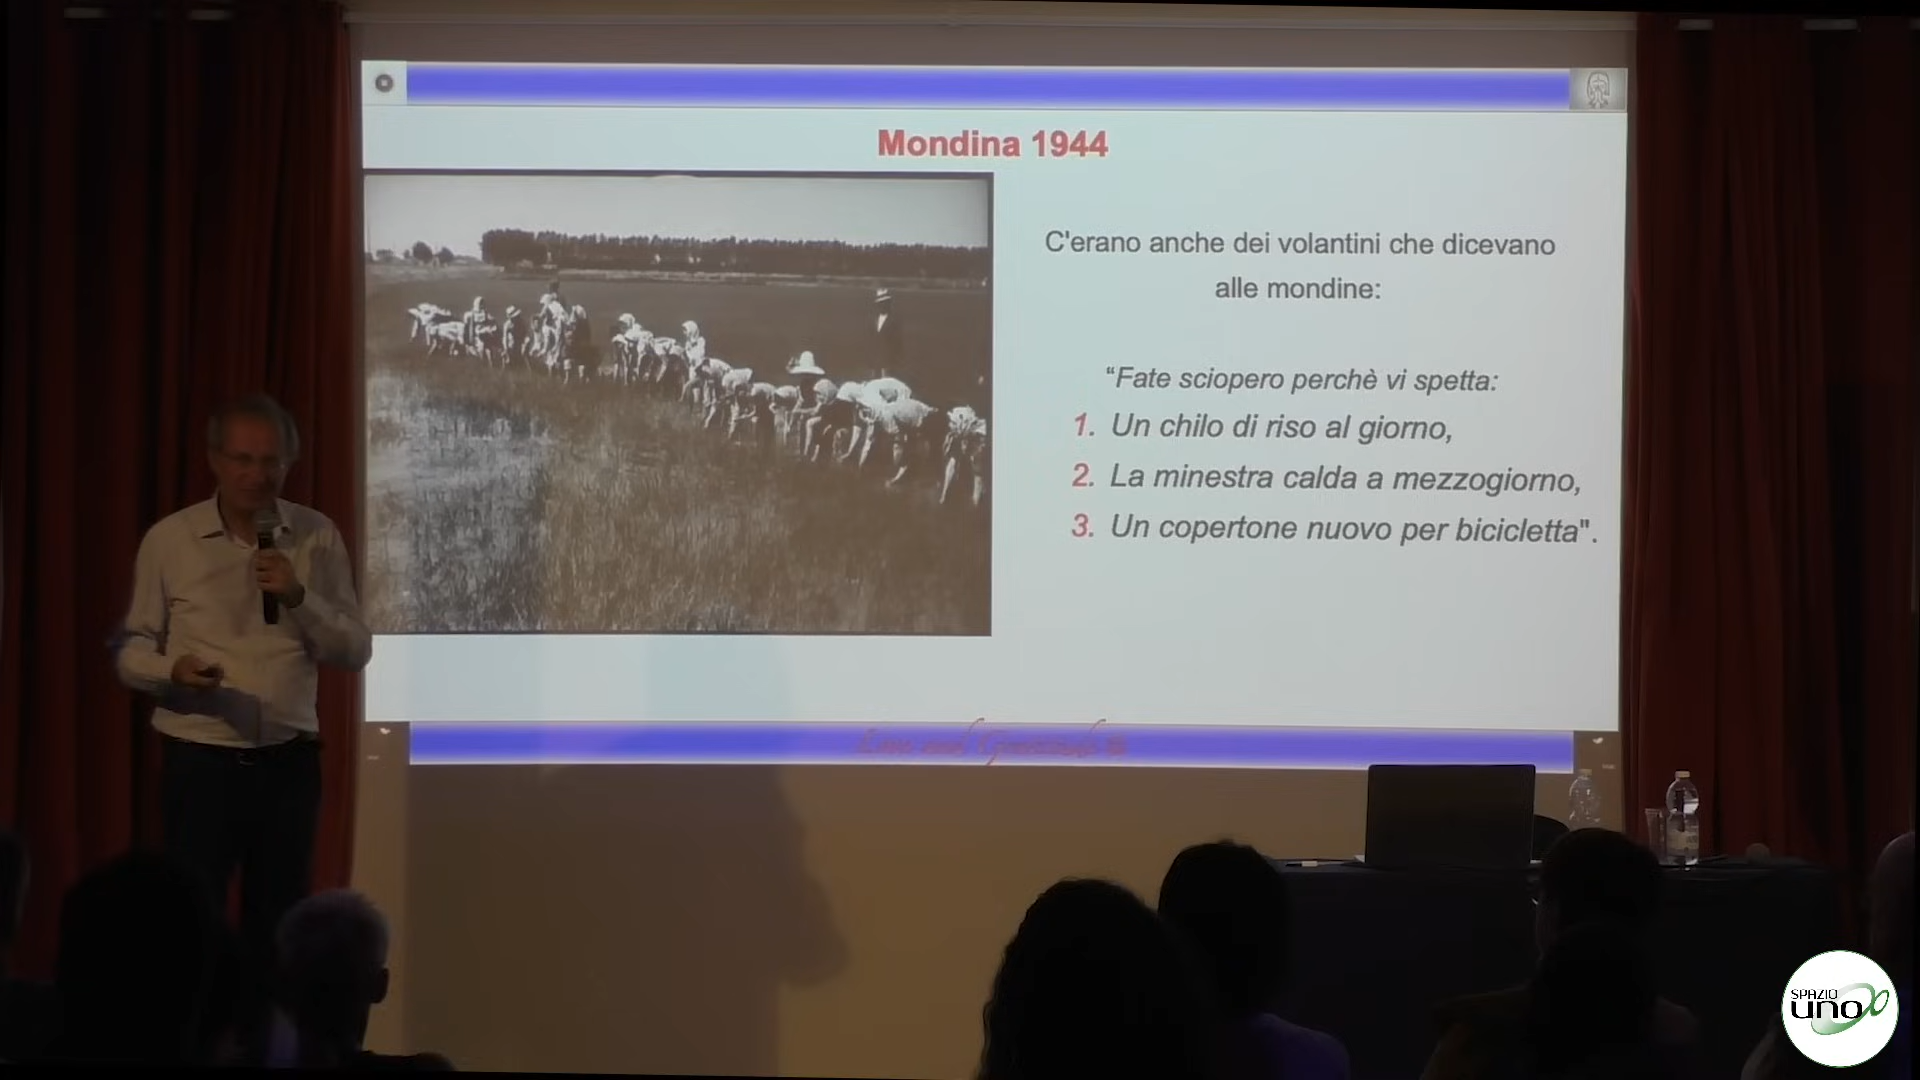 Mondina 1944
C'erano anche dei volantini che dicevano
alle mondine:
“Fate sciopero perchè vi spetta:
1. Un chilo di riso al giorno,
2. La minestra calda a mezzogiorno,
3. Un copertone nuovo per bicicletta".
SPAZIO
uno